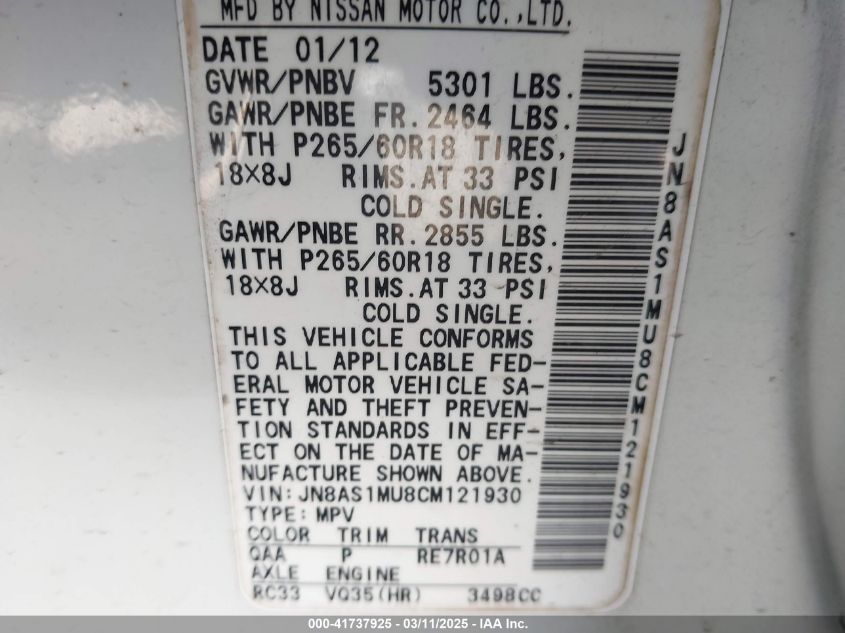 MFD BY NISSAN MOTOR CO.,LTD.
DATE 01/12
GVWR/PNBV 5301 LBS.
GAWR/PNBE FR. 2464 LBS.
WITH P265/60R18 TIRES,
18X8J RIMS.AT 33 PSI
COLD SINGLE.
GAWR/PNBE RR. 2855 LBS.
WITH P265/60R18 TIRES,
18X8J RIMS.AT 33 PSI
COLD SINGLE.
THIS VEHICLE CONFORMS
TO ALL APPLICABLE FED-
ERAL MOTOR VEHICLE SA-
FETY AND THEFT PREVEN-
TION STANDARDS IN EFF-
ECT ON THE DATE OF MA-
NUFACTURE SHOWN ABOVE.
VIN: JN8AS1MU8CM121930
TYPE: MPV
COLOR TRIM TRANS
QAA P RE7R01A
AXLE ENGINE
RC33 VQ35(HR) 3498CC
JN8AS1MU8CM121930
000-41737925 - 03/11/2025 - IAA Inc.